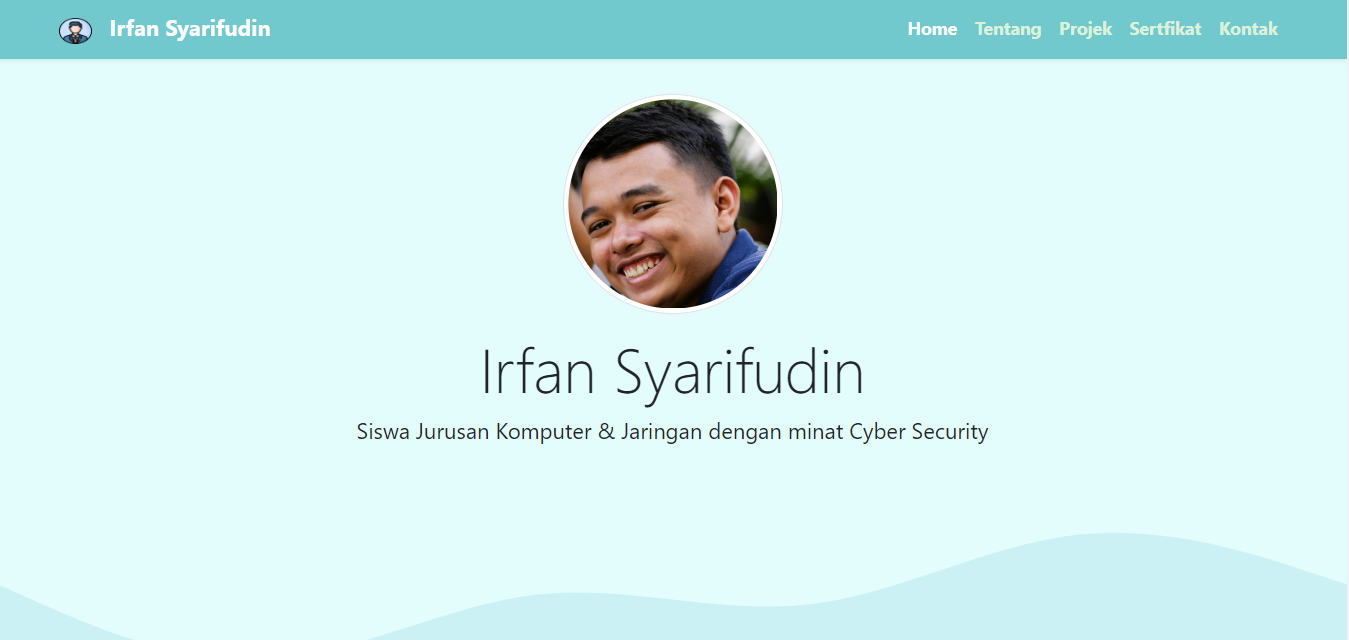 Irfan Syarifudin
Home Tentang Projek Sertfikat Kontak
Irfan Syarifudin
Siswa Jurusan Komputer & Jaringan dengan minat Cyber Security